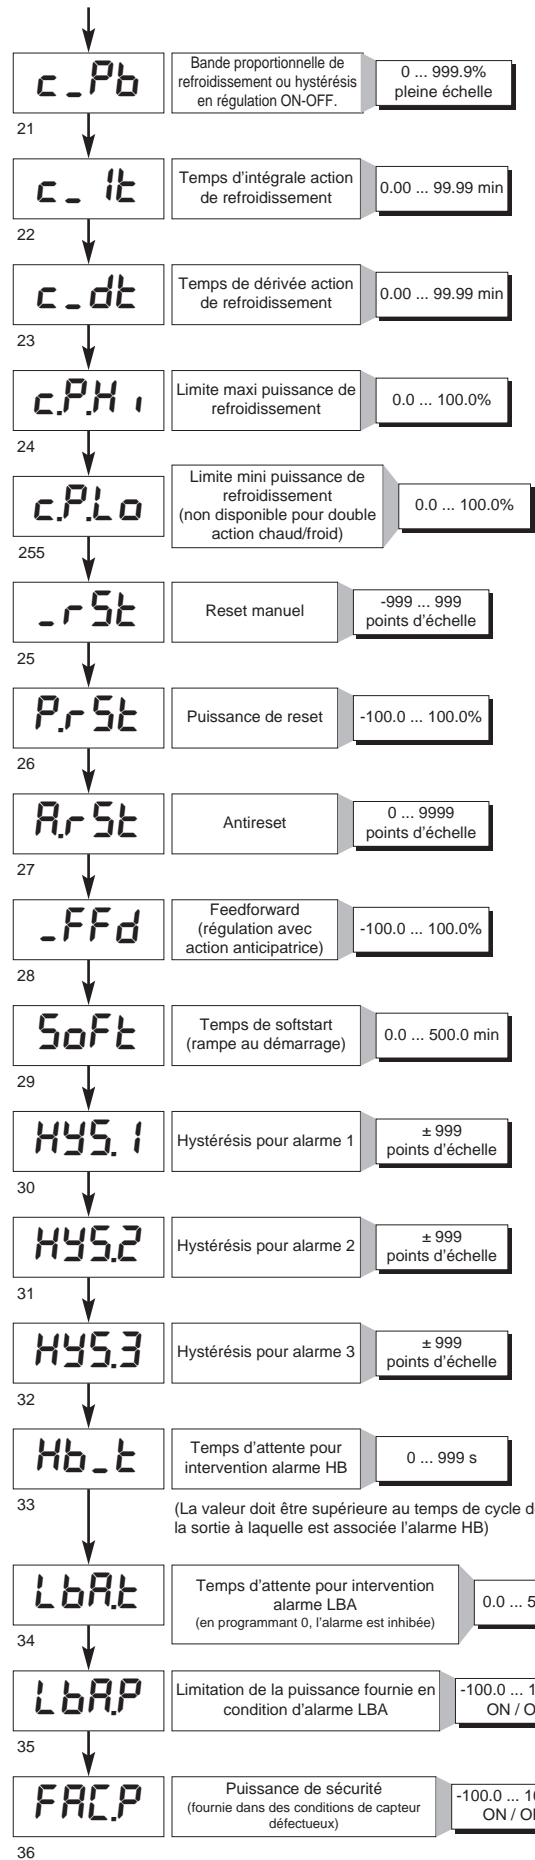 c_Pb
Bande proportionnelle de
refroidissement ou hystérésis
en régulation ON-OFF.
0 ... 999.9%
pleine échelle
21
c_It
Temps d'intégrale action
de refroidissement
0.00 ... 99.99 min
22
c_dt
Temps de dérivée action
de refroidissement
0.00 ... 99.99 min
23
c.P.Hi
Limite maxi puissance de
refroidissement
0.0 ... 100.0%
24
c.P.Lo
Limite mini puissance de
refroidissement
(non disponible pour double
action chaud/froid)
0.0 ... 100.0%
255
_rSt
Reset manuel
-999 ... 999
points d'échelle
25
P.rSt
Puissance de reset
-100.0 ... 100.0%
26
A.rSt
Antireset
0 ... 9999
points d'échelle
27
_FFd
Feedforward
(régulation avec
action anticipatrice)
-100.0 ... 100.0%
28
SoFt
Temps de softstart
(rampe au démarrage)
0.0 ... 500.0 min
29
HYS.1
Hystérésis pour alarme 1
± 999
points d'échelle
30
HYS.2
Hystérésis pour alarme 2
± 999
points d'échelle
31
HYS.3
Hystérésis pour alarme 3
± 999
points d'échelle
32
Hb_t
Temps d'attente pour
intervention alarme HB
0 ... 999 s
33
(La valeur doit être supérieure au temps de cycle
la sortie à laquelle est associée l'alarme HB)
LbA.t
Temps d'attente pour intervention
alarme LBA
(en programmant 0, l'alarme est inhibée)
0.0 ...
34
LbA.P
Limitation de la puissance fournie en
condition d'alarme LBA
-100.0 ...
ON /
35
FAC.P
Puissance de sécurité
(fournie dans des conditions de capteur
défectueux)
-100.0 ...
ON /
36